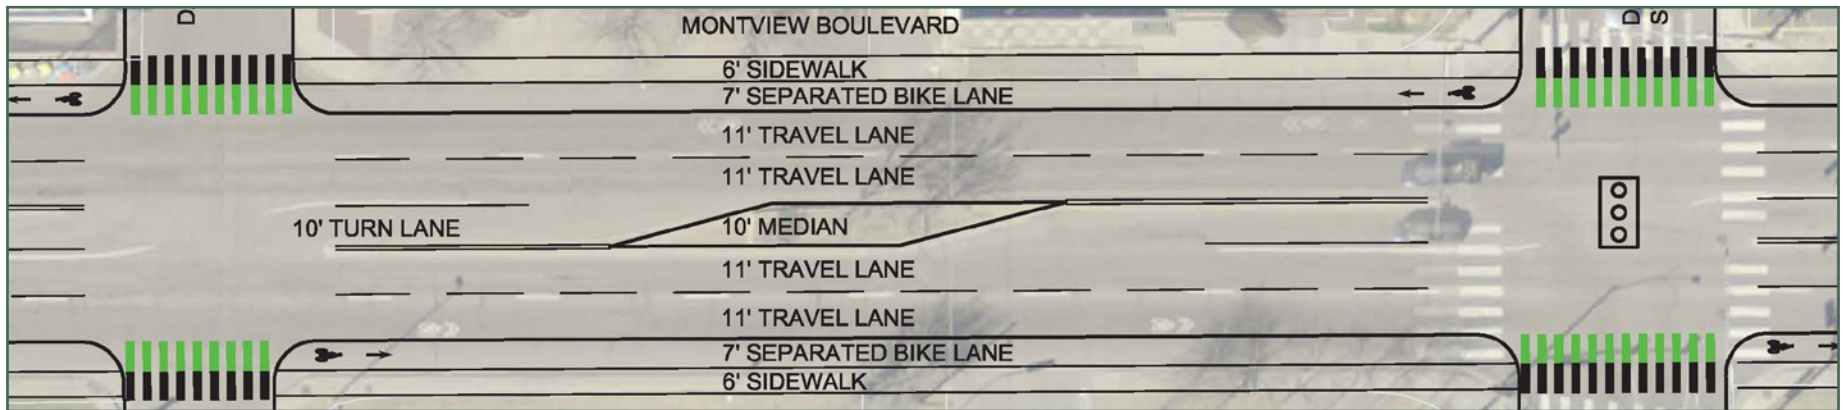 MONTVIEW BOULEVARD
6' SIDEWALK
7' SEPARATED BIKE LANE
11' TRAVEL LANE
11' TRAVEL LANE
10' TURN LANE
10' MEDIAN
11' TRAVEL LANE
11' TRAVEL LANE
7' SEPARATED BIKE LANE
6' SIDEWALK